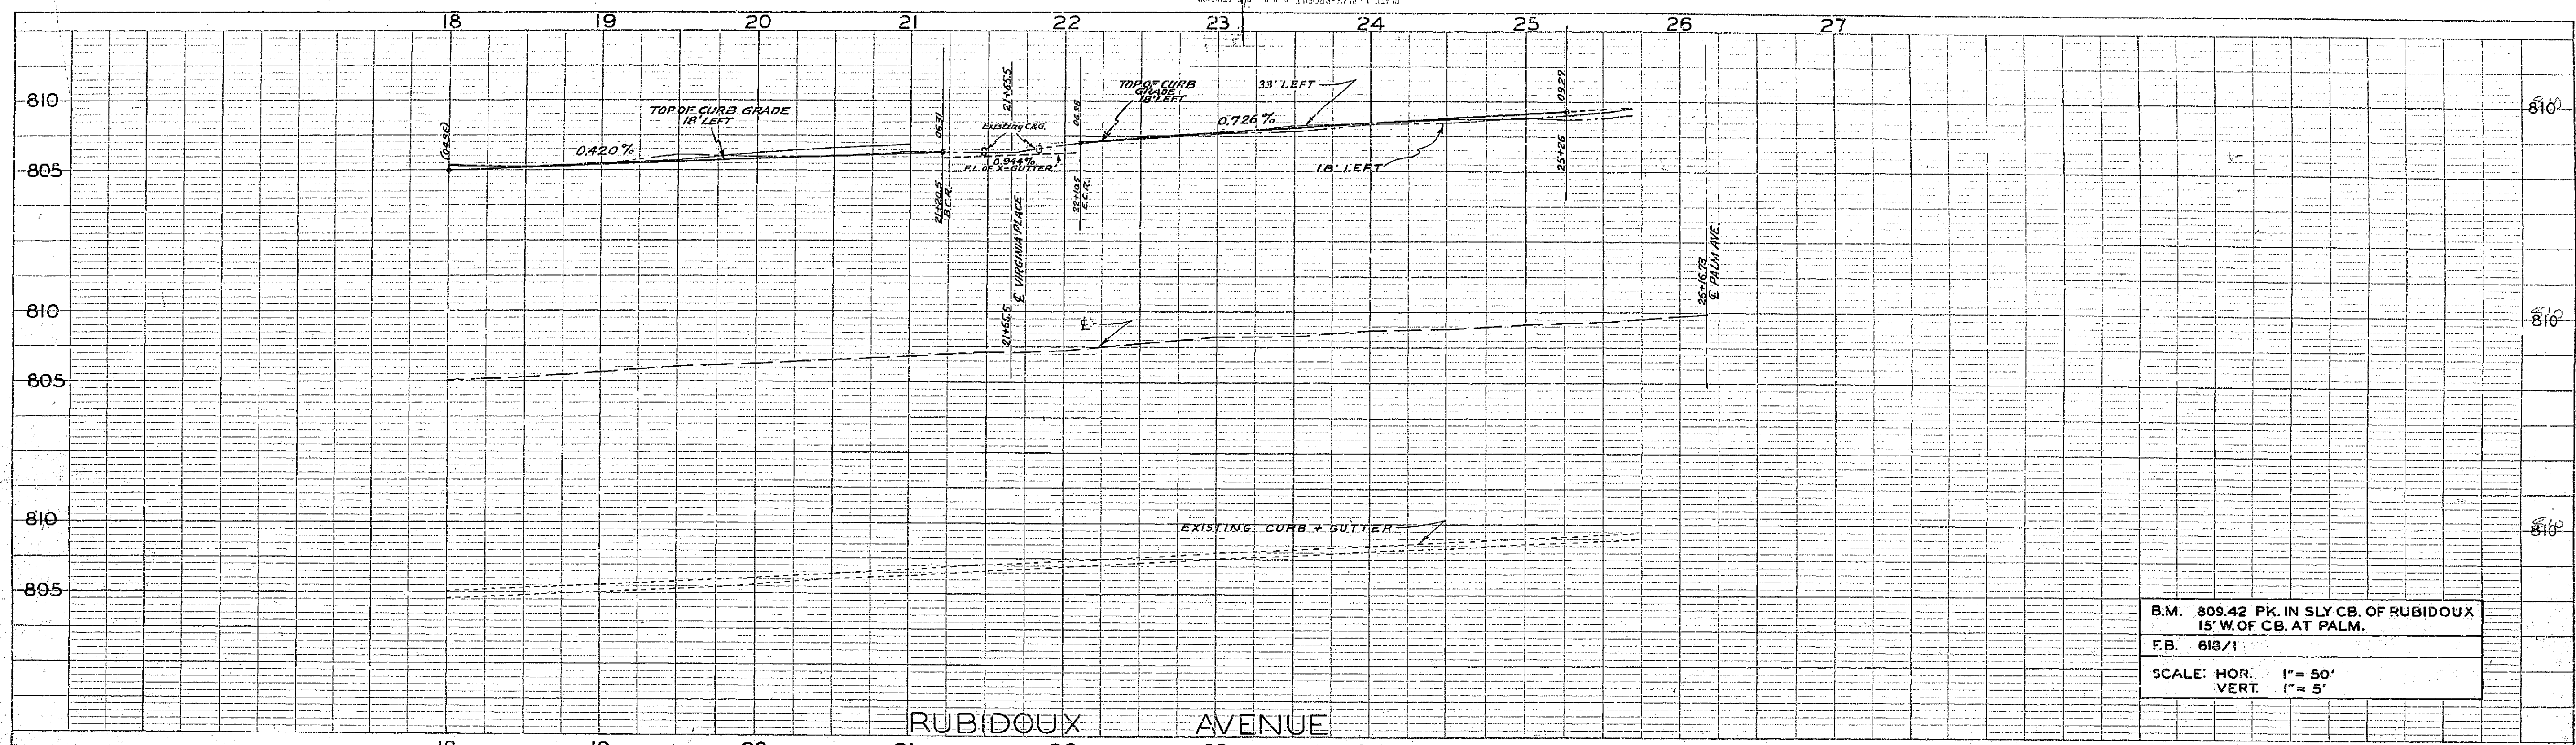 18 19 20 21 22 23 24 25 26 27
810
805
810
805
810
895
810
810
810
(04.96)
0.420 %
TOP OF CURB GRADE
18' LEFT
06.31
21+20.5
B.C.R.
Existing C&G.
21+65.5
0.944%
F.L. OF X-GUTTER
21+65.5
℄ VIRGINIA PLACE
06.98
22+10.5
E.C.R.
TOP OF CURB
GRADE
18' LEFT
33' LEFT
0.726 %
18' LEFT
09.27
25+26
26+16.73
℄ PALM AVE.
℄
EXISTING CURB + GUTTER
B.M. 809.42 PK. IN SLY CB. OF RUBIDOUX
15' W. OF CB. AT PALM.
F.B. 618/1
SCALE: HOR. 1" = 50'
VERT. 1" = 5'
RUBIDOUX AVENUE